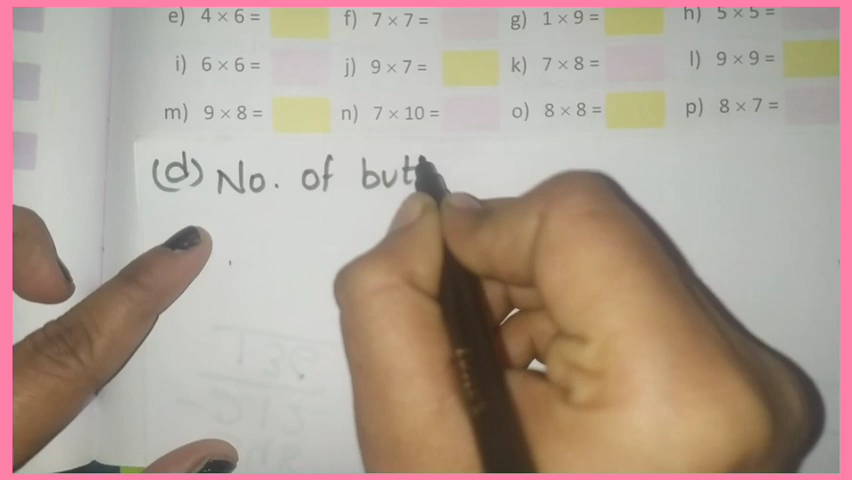 e) 4 × 6 = f) 7 × 7 = g) 1 × 9 = h) 5 × 5 =
i) 6 × 6 = j) 9 × 7 = k) 7 × 8 = l) 9 × 9 =
m) 9 × 8 = n) 7 × 10 = o) 8 × 8 = p) 8 × 7 =
(d) No. of but